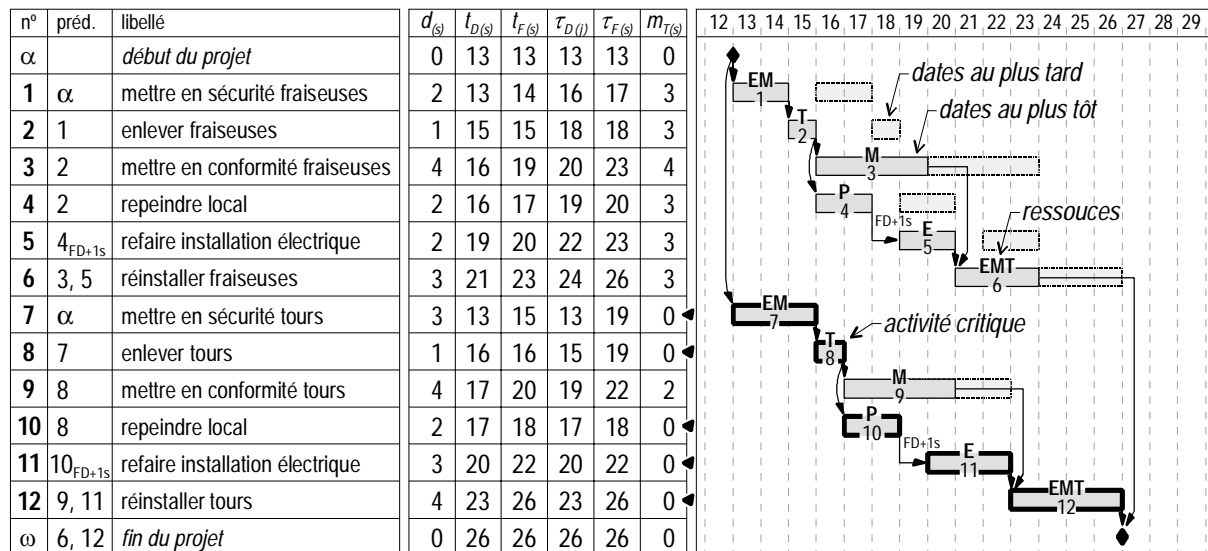 nº préd. libellé d(s) tD(s) tF(s) τD(j) τF(s) mT(s) 12 13 14 15 16 17 18 19 20 21 22 23 24 25 26 27 28 29
α début du projet 0 13 13 13 13 0
1 α mettre en sécurité fraiseuses 2 13 14 16 17 3
2 1 enlever fraiseuses 1 15 15 18 18 3
3 2 mettre en conformité fraiseuses 4 16 19 20 23 4
4 2 repeindre local 2 16 17 19 20 3
5 4FD+1s refaire installation électrique 2 19 20 22 23 3
6 3, 5 réinstaller fraiseuses 3 21 23 24 26 3
7 α mettre en sécurité tours 3 13 15 13 19 0
8 7 enlever tours 1 16 16 15 19 0
9 8 mettre en conformité tours 4 17 20 19 22 2
10 8 repeindre local 2 17 18 17 18 0
11 10FD+1s refaire installation électrique 3 20 22 20 22 0
12 9, 11 réinstaller tours 4 23 26 23 26 0
ω 6, 12 fin du projet 0 26 26 26 26 0
dates au plus tard
EM
1
dates au plus tôt
T
2
M
3
P
4
ressouces
FD+1s
E
5
EMT
6
EM
7
activité critique
T
8
M
9
P
10
FD+1s
E
11
EMT
12